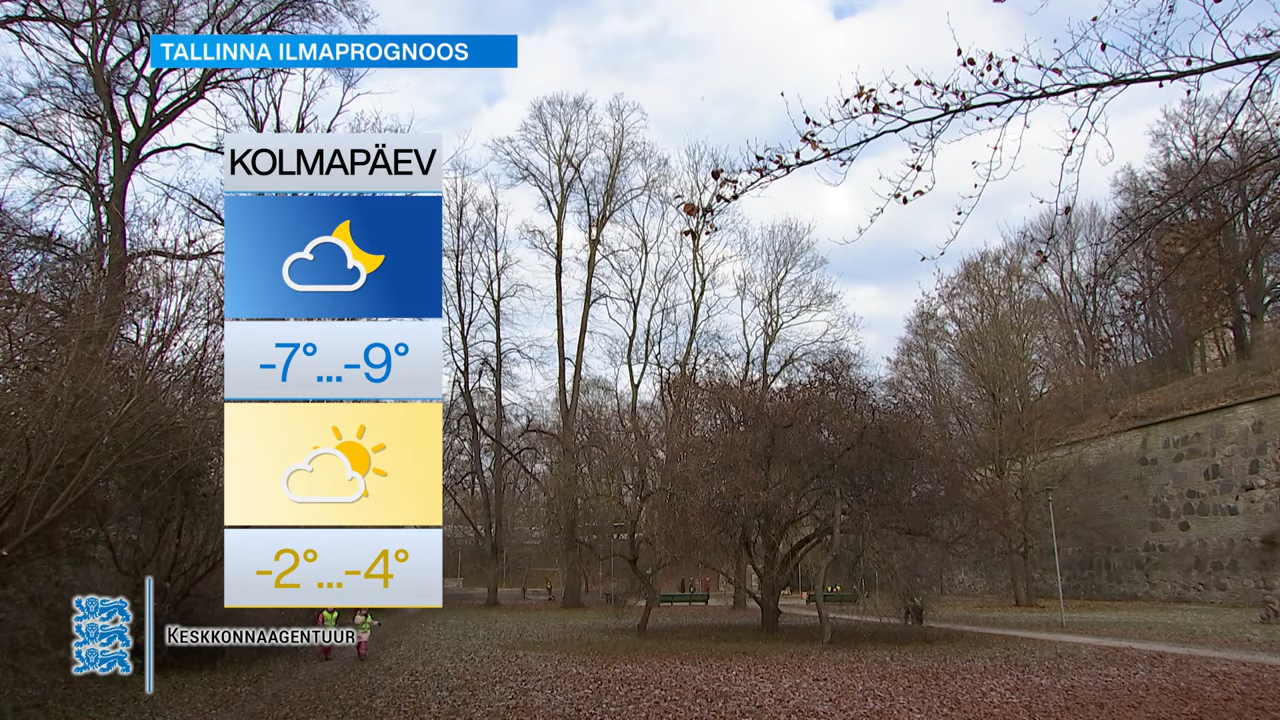 TALLINNA ILMAPROGNOOS
KOLMAPÄEV
-7°...-9°
-2°...-4°
KESKKONNAAGENTUUR